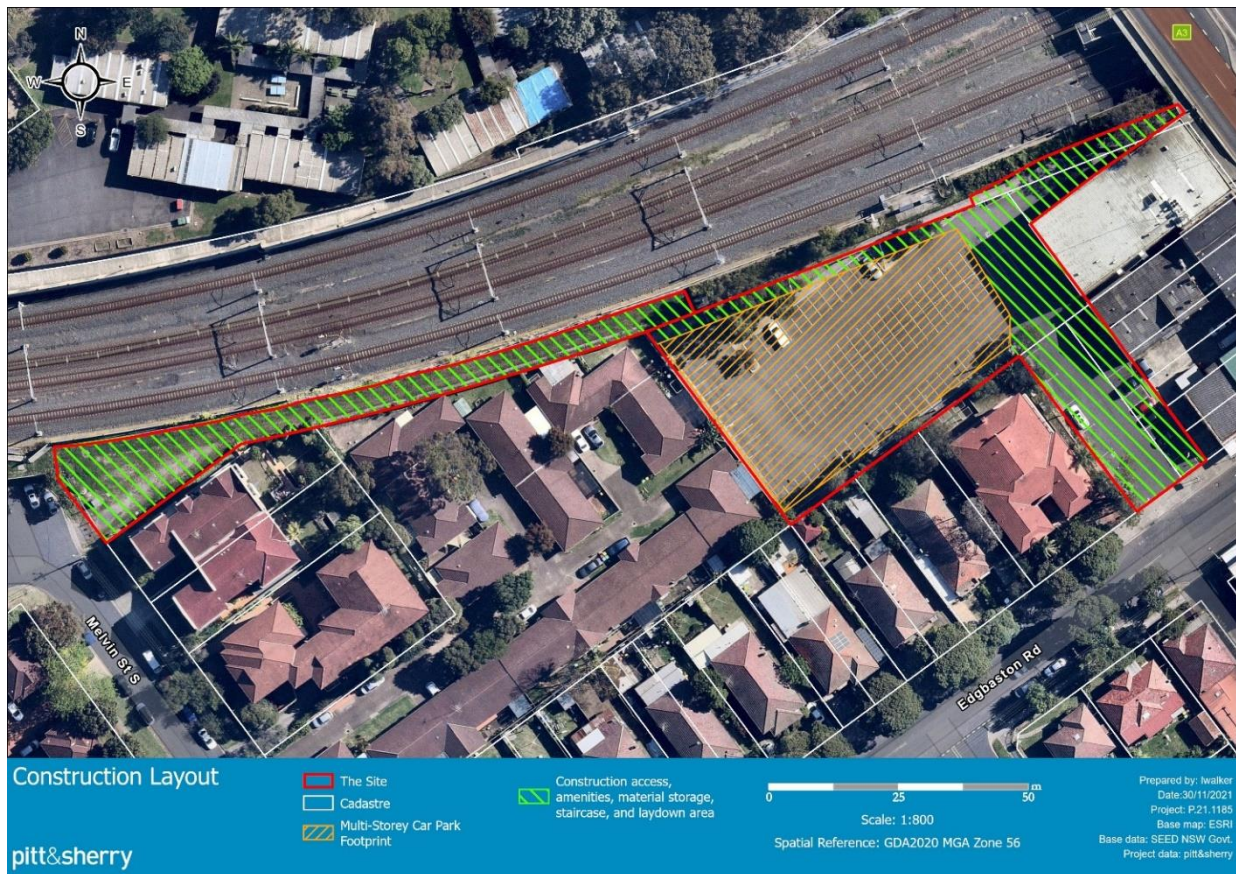 N
W E
S
A3
Melvin St S
Edgbaston Rd
Construction Layout
pitt&sherry
The Site
Cadastre
Multi-Storey Car Park
Footprint
Construction access,
amenities, material storage,
staircase, and laydown area
0 25 50 m
Scale: 1:800
Spatial Reference: GDA2020 MGA Zone 56
Prepared by: lwalker
Date:30/11/2021
Project: P.21.1185
Base map: ESRI
Base data: SEED NSW Govt.
Project data: pitt&sherry